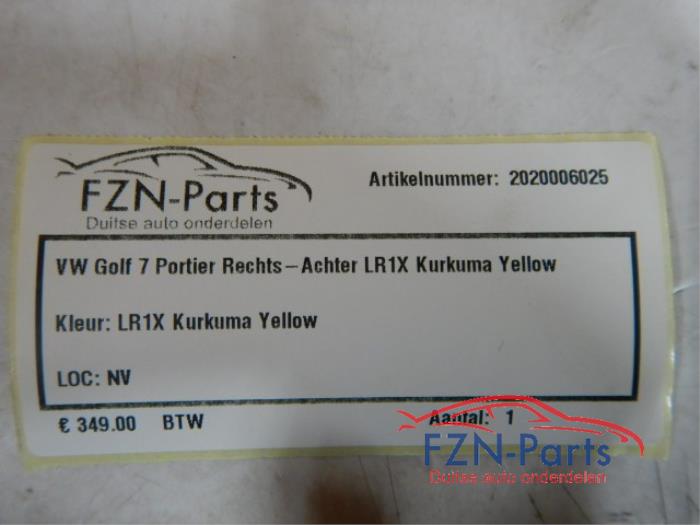 FZN-Parts
Duitse auto onderdelen
Artikelnummer: 2020006025
VW Golf 7 Portier Rechts-Achter LR1X Kurkuma Yellow
Kleur: LR1X Kurkuma Yellow
LOC: NV
€ 349.00 BTW
Aantal: 1
FZN-Parts
Duitse auto onderdelen